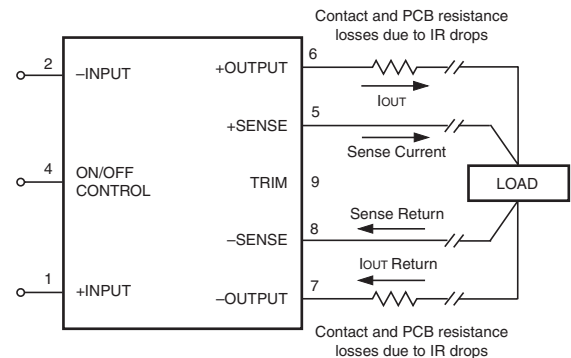 Contact and PCB resistance
losses due to IR drops
6
2
–INPUT
+OUTPUT
IOUT
5
+SENSE
Sense Current
4
ON/OFF
CONTROL
TRIM
9
LOAD
Sense Return
8
–SENSE
IOUT Return
1
+INPUT
7
–OUTPUT
Contact and PCB resistance
losses due to IR drops